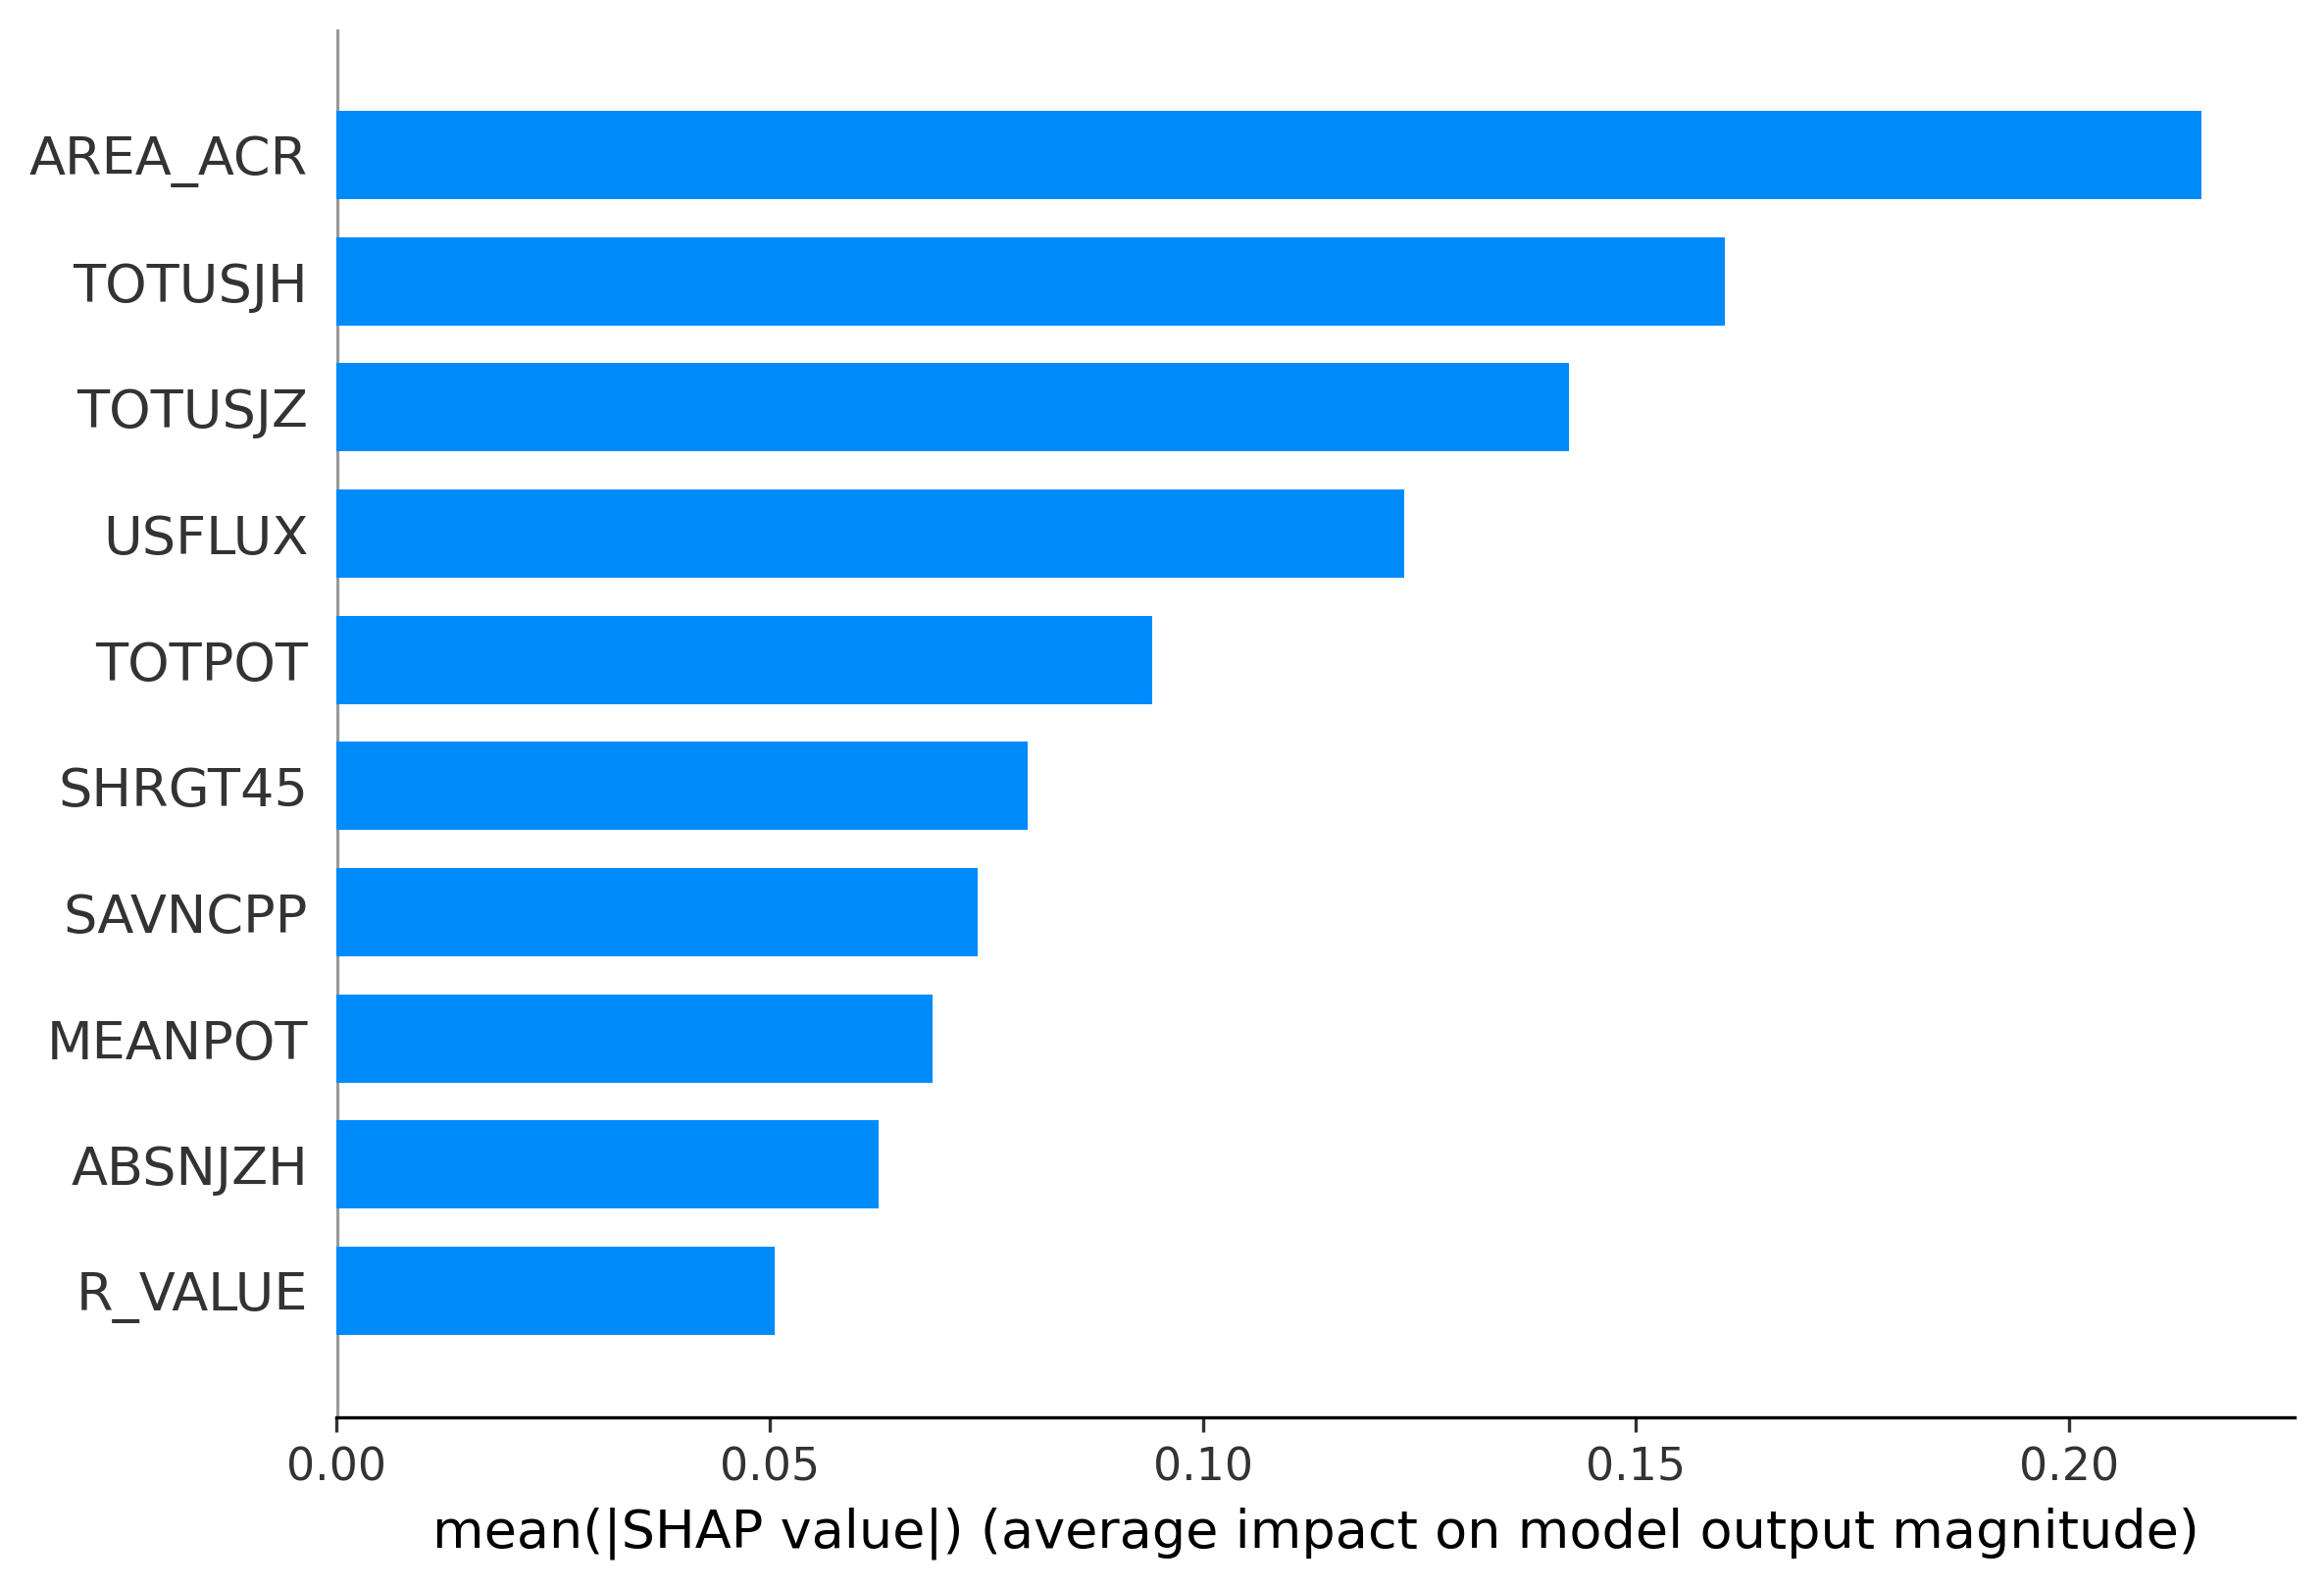 AREA_ACR
TOTUSJH
TOTUSJZ
USFLUX
TOTPOT
SHRGT45
SAVNCPP
MEANPOT
ABSNJZH
R_VALUE
0.00 0.05 0.10 0.15 0.20
mean(|SHAP value|) (average impact on model output magnitude)